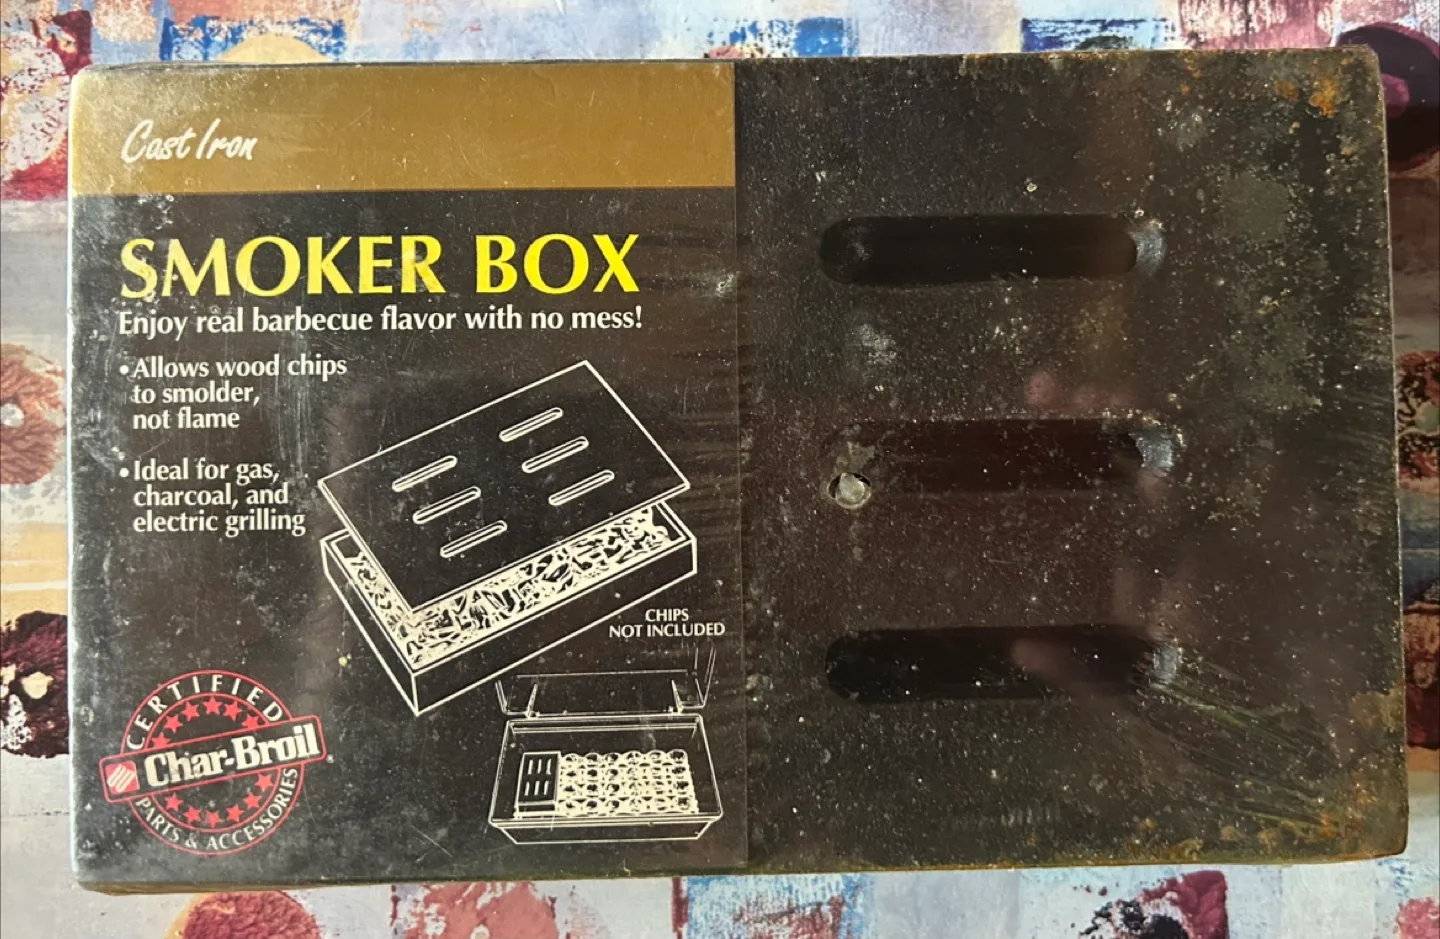 Cast Iron
SMOKER BOX
Enjoy real barbecue flavor with no mess!
• Allows wood chips
to smolder,
not flame
• Ideal for gas,
charcoal, and
electric grilling
CHIPS
NOT INCLUDED
CERTIFIED
Char-Broil
PARTS & ACCESSORIES